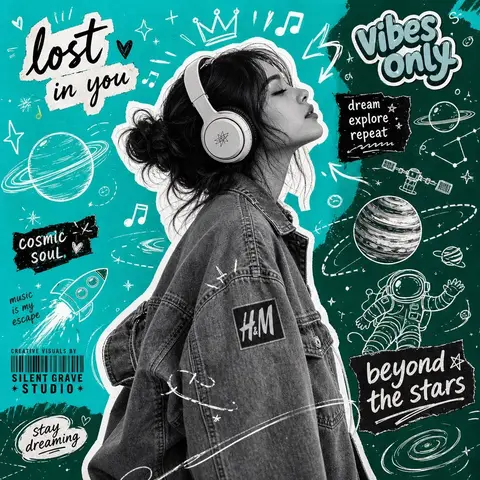 lost
in you
Vibes
only
dream
explore
repeat
cosmic
soul
music
is my
escape
H&M
CREATIVE VISUALS BY
SILENT GRAVE
STUDIO
beyond
the stars
stay
dreaming